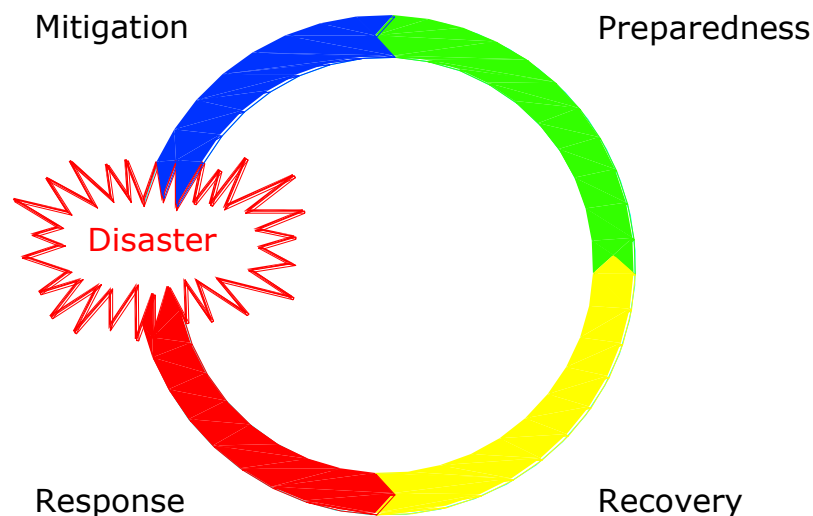 Mitigation
Preparedness
Disaster
Response
Recovery